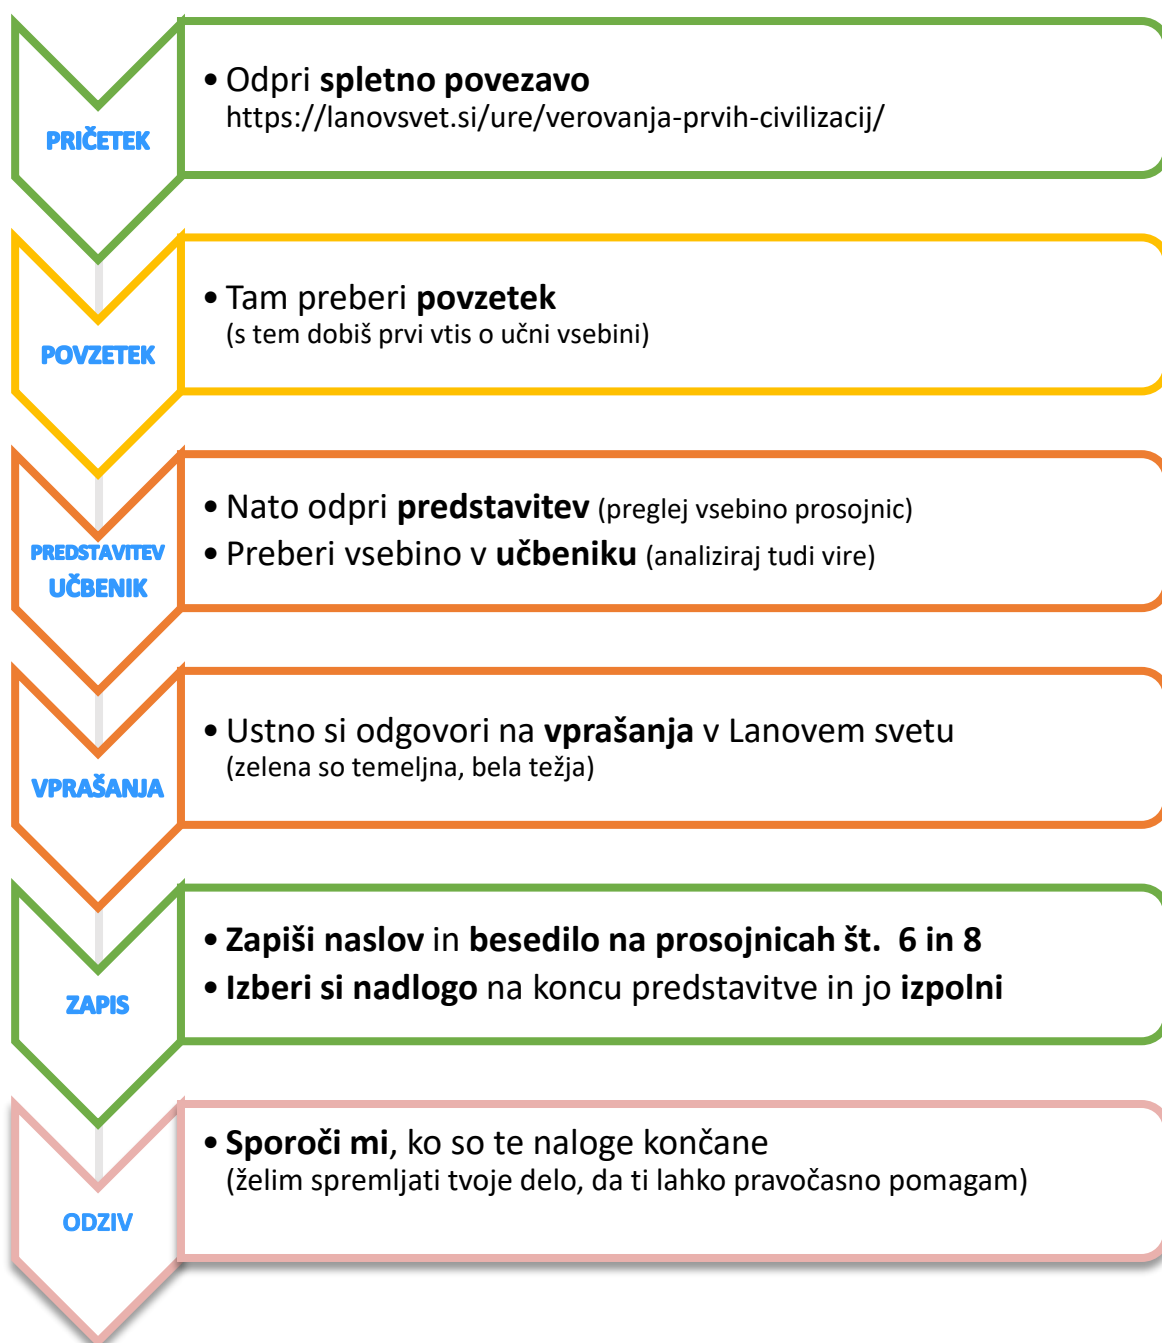 PRIČETEK
• Odpri spletno povezavo
https://lanovsvet.si/ure/verovanja-prvih-civilizacij/
POVZETEK
• Tam preberi povzetek
(s tem dobiš prvi vtis o učni vsebini)
PREDSTAVITEV
UČBENIK
• Nato odpri predstavitev (preglej vsebino prosojnic)
• Preberi vsebino v učbeniku (analiziraj tudi vire)
VPRAŠANJA
• Ustno si odgovori na vprašanja v Lanovem svetu
(zelena so temeljna, bela težja)
ZAPIS
• Zapiši naslov in besedilo na prosojnicah št. 6 in 8
• Izberi si nadlogo na koncu predstavitve in jo izpolni
ODZIV
• Sporoči mi, ko so te naloge končane
(želim spremljati tvoje delo, da ti lahko pravočasno pomagam)